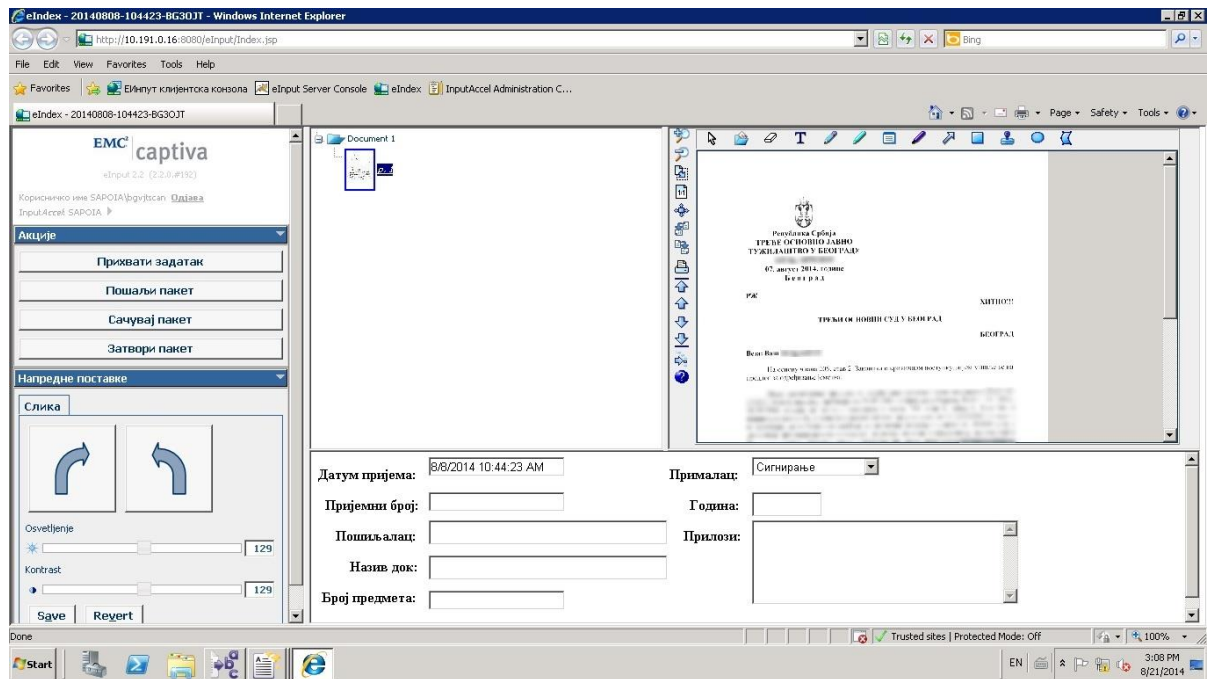 eIndex - 20140808-104423-BG3OJT - Windows Internet Explorer
http://10.191.0.16:8080/eInput/Index.jsp
Bing
File Edit View Favorites Tools Help
Favorites ЕИнпут клијентска конзола eInput Server Console eIndex InputAccel Administration C...
eIndex - 20140808-104423-BG3OJT
Page Safety Tools
EMC² captiva
eInput 2.2 (2.2.0.#192)
Корисничко име SAPOIA\bgvjtscan Одјава
InputAccel SAPOIA
Акције
Прихвати задатак
Пошаљи пакет
Сачувај пакет
Затвори пакет
Напредне поставке
Слика
Osvetljenje
129
Kontrast
129
Save Revert
Document 1
p. 1
T
Република Србија
ТРЕЋЕ ОСНОВНО ЈАВНО
ТУЖИЛАШТВО У БЕОГРАДУ
07. август 2014. године
Београд
РЖ
ХИТНО!!!
ТРЕЋИ ОСНОВНИ СУД У БЕОГРАД
БЕОГРАД
Веза: Ваш
Датум пријема: 8/8/2014 10:44:23 AM
Прималац: Сигнирање
Пријемни број:
Година:
Пошиљалац:
Прилози:
Назив док:
Број предмета:
Done
Trusted sites | Protected Mode: Off
100%
Start
EN
3:08 PM
8/21/2014